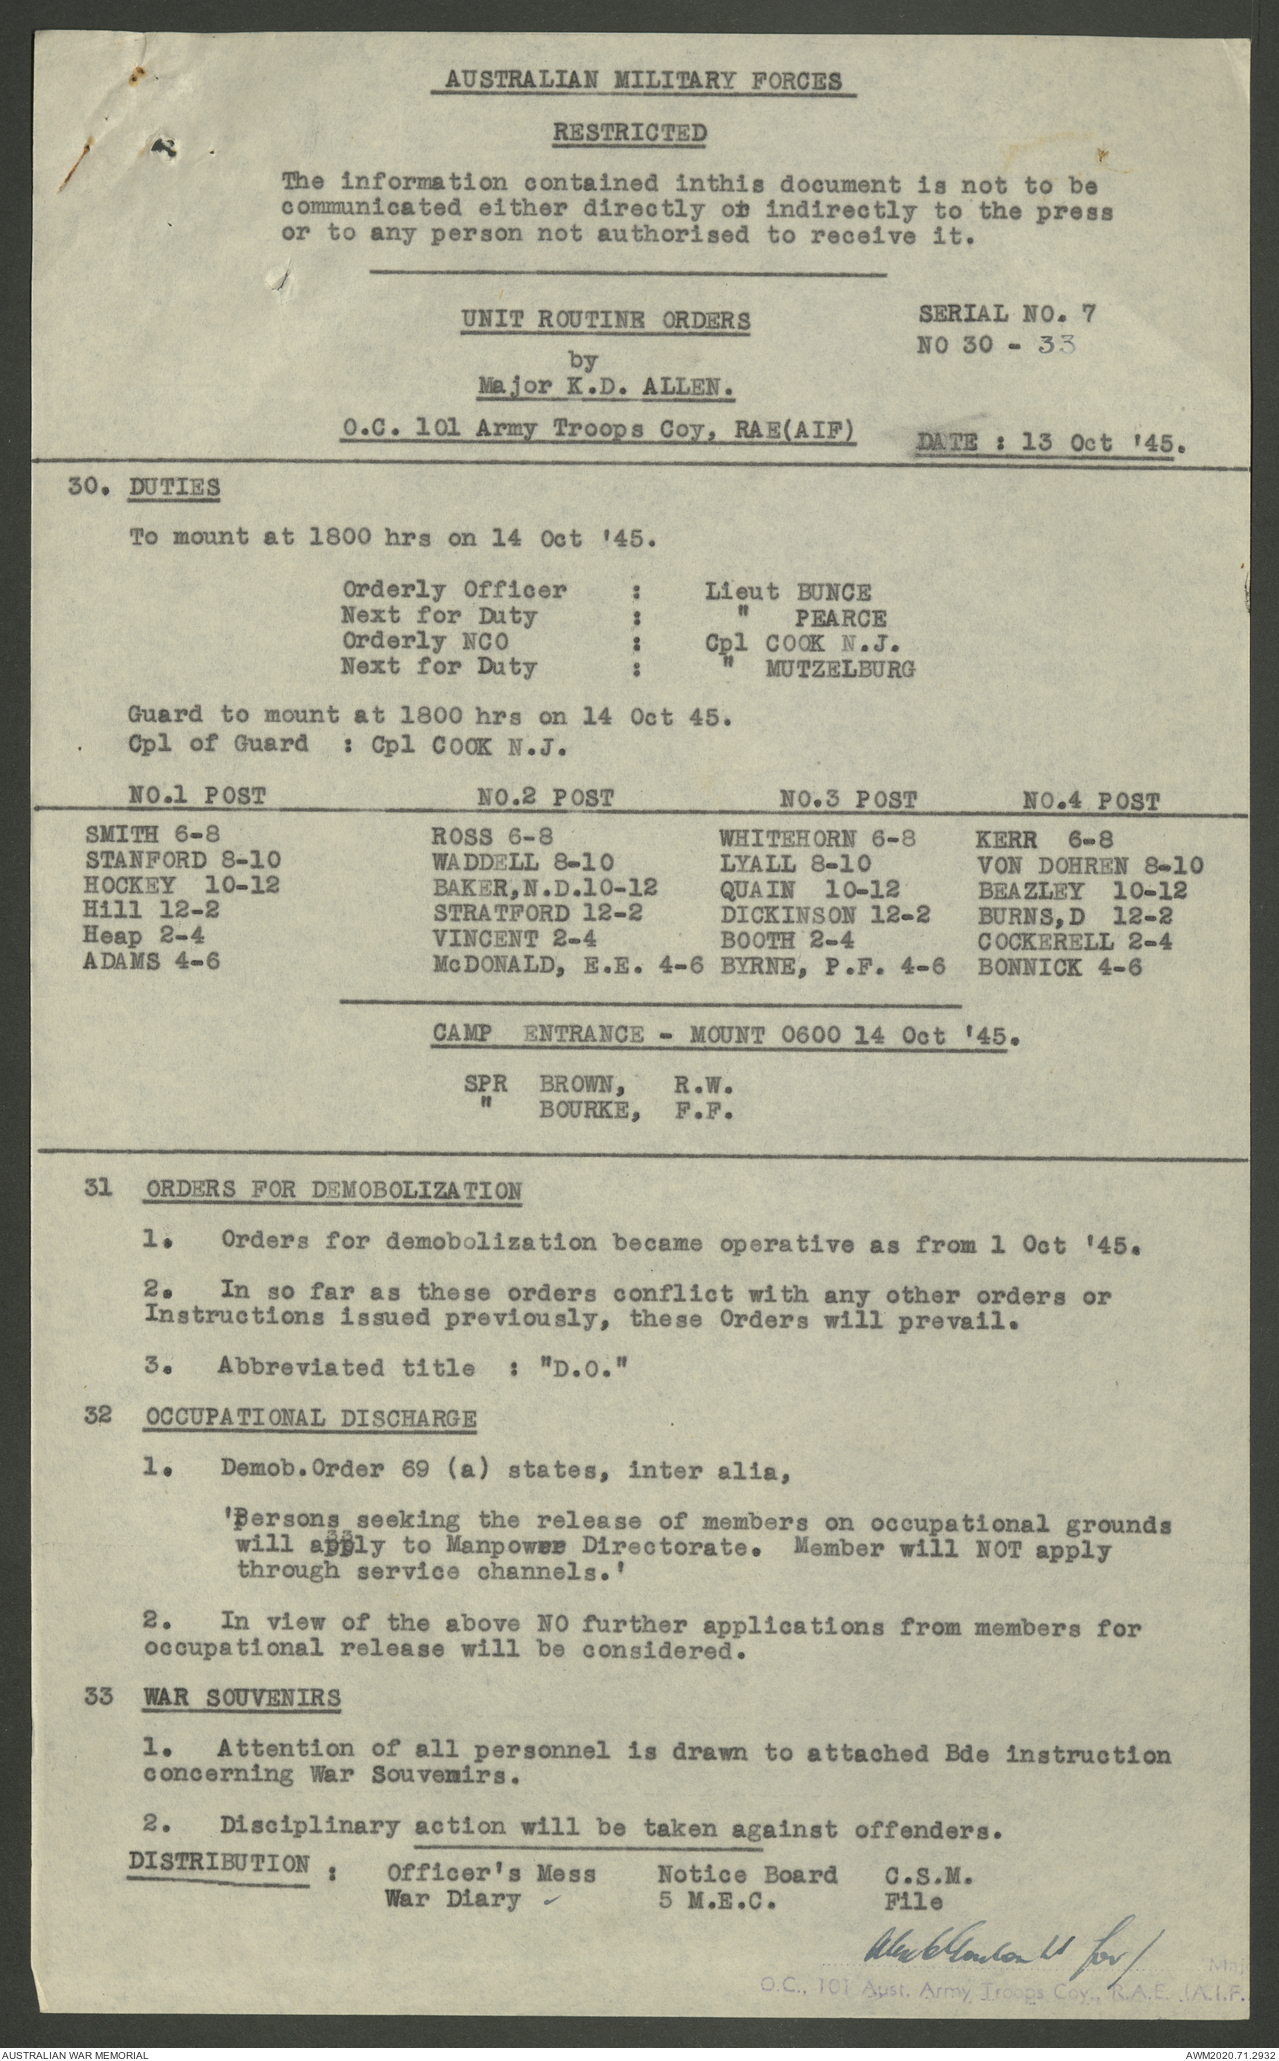 AUSTRALIAN MILITARY FORCES
RESTRICTED
The information contained inthis document is not to be
communicated either directly or indirectly to the press
or to any person not authorised to receive it.
UNIT ROUTINR ORDERS
SERIAL NO. 7
NO 30 - 33
by
Major K.D. ALLEN.
O.C. 101 Army Troops Coy, RAE(AIF)
DATE : 13 Oct '45.
30. DUTIES
To mount at 1800 hrs on 14 Oct '45.
Orderly Officer : Lieut BUNCE
Next for Duty : " PEARCE
Orderly NCO : Cpl COOK N.J.
Next for Duty : " MUTZELBURG
Guard to mount at 1800 hrs on 14 Oct 45.
Cpl of Guard : Cpl COOK N.J.
NO.1 POST NO.2 POST NO.3 POST NO.4 POST
SMITH 6-8 ROSS 6-8 WHITEHORN 6-8 KERR 6-8
STANFORD 8-10 WADDELL 8-10 LYALL 8-10 VON DOHREN 8-10
HOCKEY 10-12 BAKER,N.D.10-12 QUAIN 10-12 BEAZLEY 10-12
Hill 12-2 STRATFORD 12-2 DICKINSON 12-2 BURNS,D 12-2
Heap 2-4 VINCENT 2-4 BOOTH 2-4 COCKERELL 2-4
ADAMS 4-6 McDONALD, E.E. 4-6 BYRNE, P.F. 4-6 BONNICK 4-6
CAMP ENTRANCE - MOUNT 0600 14 Oct '45.
SPR BROWN, R.W.
" BOURKE, F.F.
31 ORDERS FOR DEMOBOLIZATION
1. Orders for demobolization became operative as from 1 Oct '45.
2. In so far as these orders conflict with any other orders or
Instructions issued previously, these Orders will prevail.
3. Abbreviated title : "D.O."
32 OCCUPATIONAL DISCHARGE
1. Demob.Order 69 (a) states, inter alia,
'Persons seeking the release of members on occupational grounds
will apply to Manpower Directorate. Member will NOT apply
through service channels.'
2. In view of the above NO further applications from members for
occupational release will be considered.
33 WAR SOUVENIRS
1. Attention of all personnel is drawn to attached Bde instruction
concerning War Souvenirs.
2. Disciplinary action will be taken against offenders.
DISTRIBUTION : Officer's Mess Notice Board C.S.M.
War Diary 5 M.E.C. File
Lt for/
Maj
O.C., 101 Aust. Army Troops Coy., R.A.E. (A.I.F.
AUSTRALIAN WAR MEMORIAL
AWM2020.71.2932